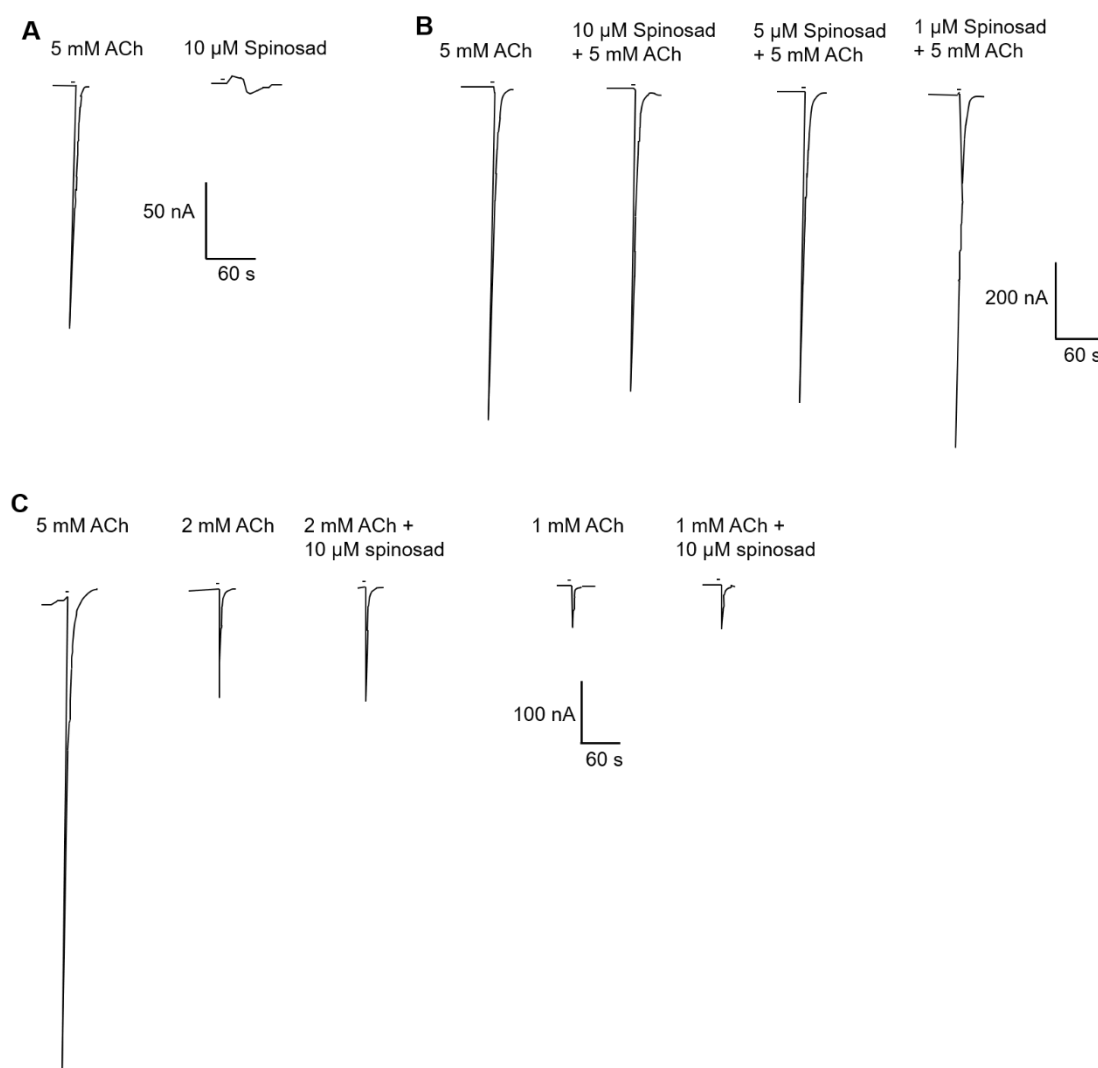 A
5 mM ACh
10 µM Spinosad
50 nA
60 s
B
5 mM ACh
10 µM Spinosad
+ 5 mM ACh
5 µM Spinosad
+ 5 mM ACh
1 µM Spinosad
+ 5 mM ACh
200 nA
60 s
C
5 mM ACh
2 mM ACh
2 mM ACh +
10 µM spinosad
1 mM ACh
1 mM ACh +
10 µM spinosad
100 nA
60 s